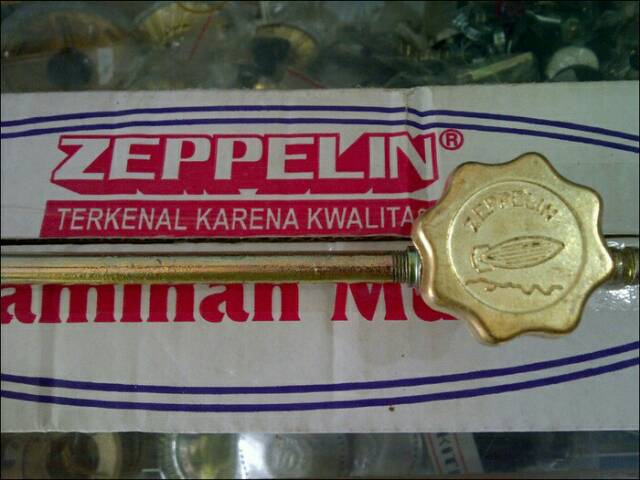 ZEPPELIN®
TERKENAL KARENA KWALITAS
ZEPPELIN